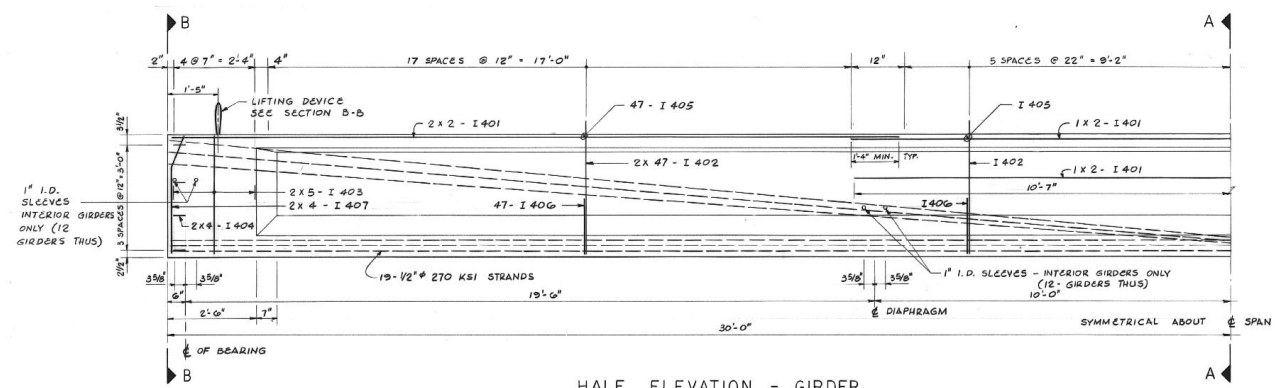 B
A
2" 4 @ 7" = 2'-4" 4" 17 SPACES @ 12" = 17'-0" 12" 5 SPACES @ 22" = 9'-2"
1'-5"
LIFTING DEVICE
SEE SECTION B-B
47 - I 405
I 405
3 1/2"
2 X 2 - I 401
1 X 2 - I 401
3 SPACES @ 12" = 3'-0"
2 X 47 - I 402
1'-4" MIN. TYP.
I 402
1 X 2 - I 401
10'-7"
1" I.D.
SLEEVES
INTERIOR GIRDERS
ONLY (12
GIRDERS THUS)
2 X 5 - I 403
2 X 4 - I 407
2 X 4 - I 404
47 - I 406
I 406
2 1/2"
19 - 1/2" ø 270 KSI STRANDS
1" I.D. SLEEVES - INTERIOR GIRDERS ONLY
(12 - GIRDERS THUS)
3 5/8" 3 5/8"
3 5/8" 3 5/8"
6" 19'-6" 10'-0"
2'-6" 7"
℄ DIAPHRAGM
30'-0"
SYMMETRICAL ABOUT ℄ SPAN
℄ OF BEARING
B
A
HALF ELEVATION - GIRDER